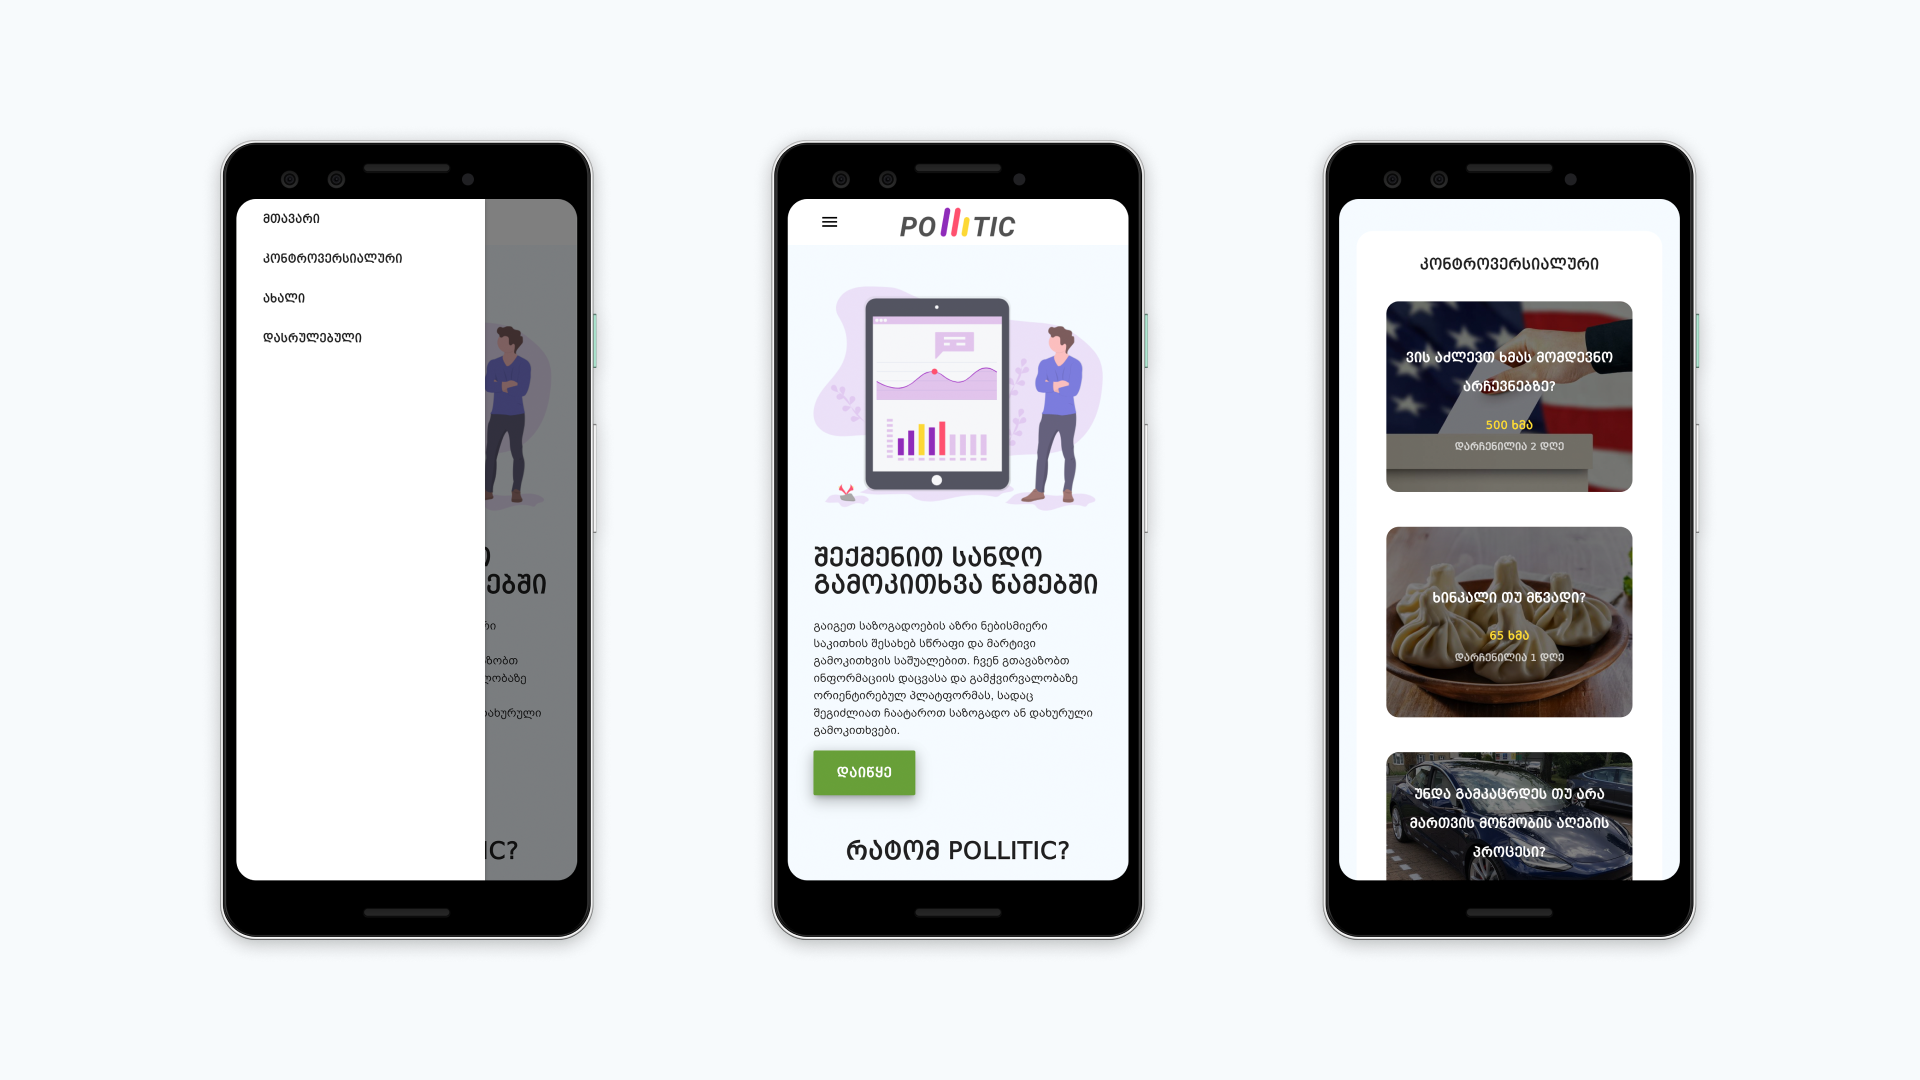 მთავარი
კონტროვერსიალური
ახალი
დასრულებული
ებში
რი
ზობთ
ლობაზე
დახურული
IC?
POLLITIC
შექმენით სანდო
გამოკითხვა წამებში
გაიგეთ საზოგადოების აზრი ნებისმიერი
საკითხის შესახებ სწრაფი და მარტივი
გამოკითხვის საშუალებით. ჩვენ გთავაზობთ
ინფორმაციის დაცვასა და გამჭვირვალობაზე
ორიენტირებულ პლატფორმას, სადაც
შეგიძლიათ ჩაატაროთ საზოგადო ან დახურული
გამოკითხვები.
დაიწყე
რატომ POLLITIC?
კონტროვერსიალური
ვის აძლევთ ხმას მომდევნო
არჩევნებზე?
500 ხმა
დარჩენილია 2 დღე
ხინკალი თუ მწვადი?
65 ხმა
დარჩენილია 1 დღე
უნდა გამკაცრდეს თუ არა
მართვის მოწმობის აღების
პროცესი?